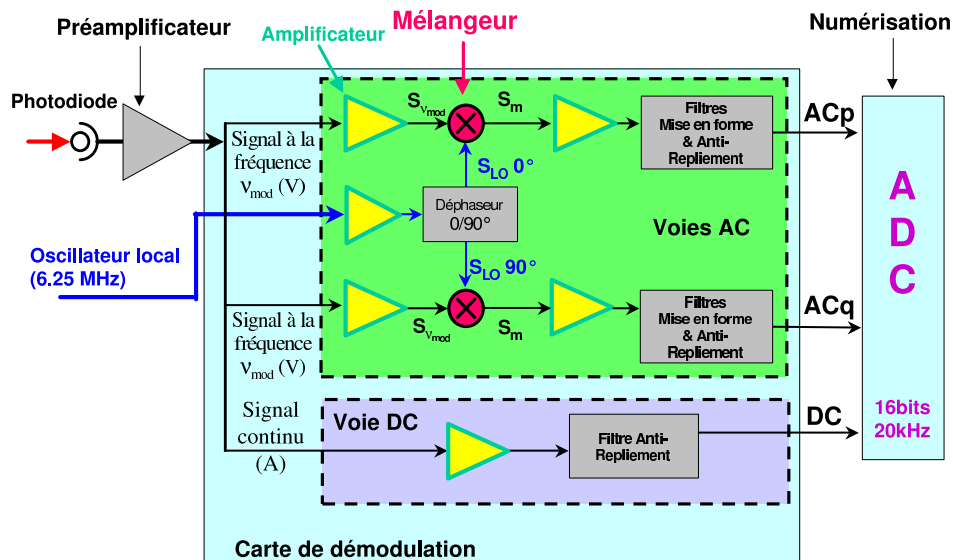 Préamplificateur
Amplificateur
Mélangeur
Numérisation
Photodiode
Signal à la
fréquence
νmod (V)
Sνmod
Sm
SLO 0°
Filtres
Mise en forme
& Anti-
Repliement
ACp
Déphaseur
0/90°
Voies AC
Oscillateur local
(6.25 MHz)
SLO 90°
Signal à la
fréquence
νmod (V)
Sνmod
Sm
Filtres
Mise en forme
& Anti-
Repliement
ACq
A
D
C
16bits
20kHz
Signal
continu
(A)
Voie DC
Filtre Anti-
Repliement
DC
Carte de démodulation